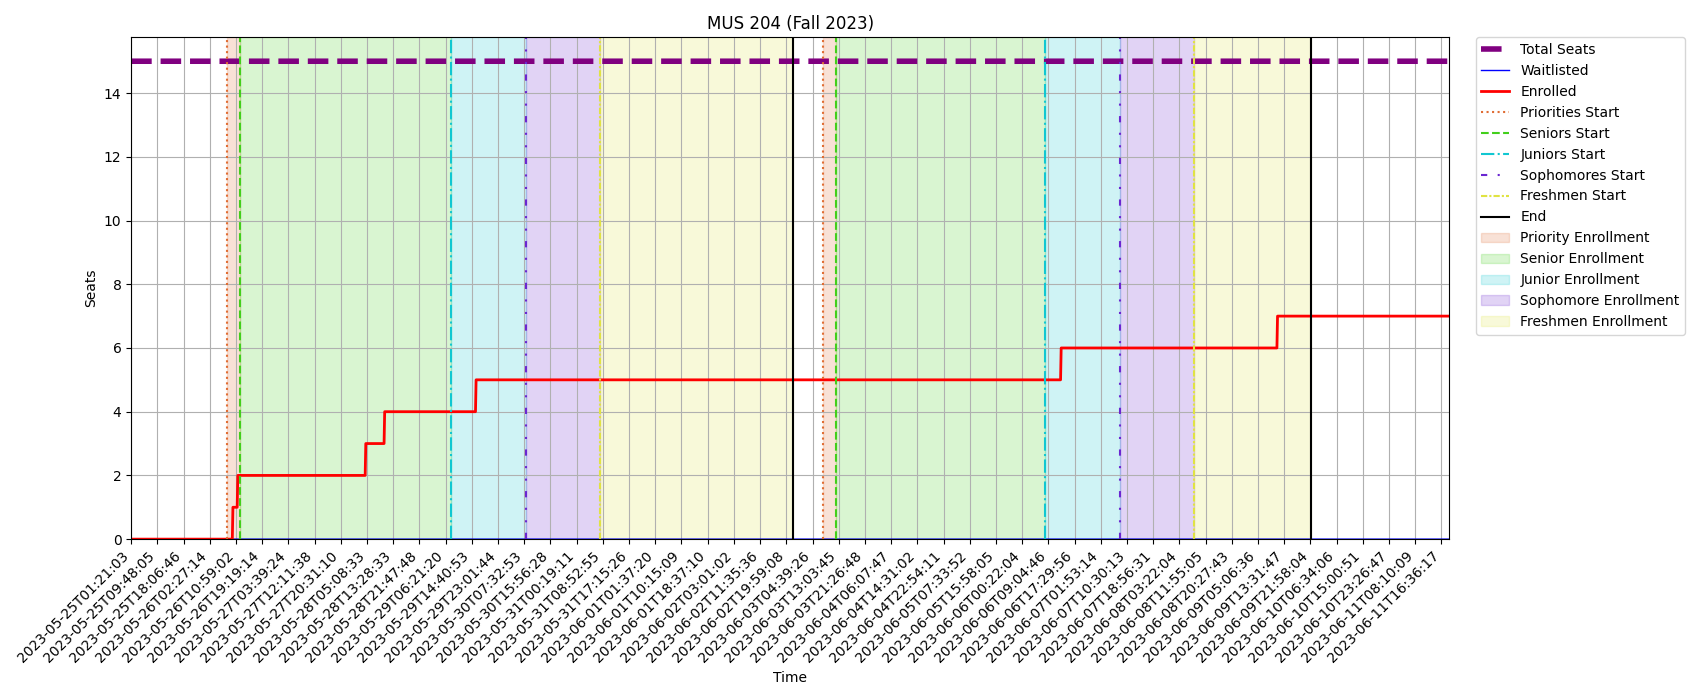 MUS 204 (Fall 2023)
Total Seats
Waitlisted
Enrolled
Priorities Start
Seniors Start
Juniors Start
Sophomores Start
Freshmen Start
End
Priority Enrollment
Senior Enrollment
Junior Enrollment
Sophomore Enrollment
Freshmen Enrollment
Seats
14
12
10
8
6
4
2
0
2023-05-25T01:21:03
2023-05-25T09:48:05
2023-05-25T18:06:46
2023-05-26T02:27:14
2023-05-26T10:59:02
2023-05-26T19:19:14
2023-05-27T03:39:24
2023-05-27T12:11:38
2023-05-27T20:31:10
2023-05-28T05:08:33
2023-05-28T13:28:33
2023-05-28T21:47:48
2023-05-29T06:21:20
2023-05-29T14:40:53
2023-05-29T23:01:44
2023-05-30T07:32:53
2023-05-30T15:56:28
2023-05-31T00:19:11
2023-05-31T08:52:55
2023-05-31T17:15:26
2023-06-01T01:37:20
2023-06-01T10:15:09
2023-06-01T18:37:10
2023-06-02T03:01:02
2023-06-02T11:35:36
2023-06-02T19:59:08
2023-06-03T04:39:26
2023-06-03T13:03:45
2023-06-03T21:26:48
2023-06-04T06:07:47
2023-06-04T14:31:02
2023-06-04T22:54:11
2023-06-05T07:33:52
2023-06-05T15:58:05
2023-06-06T00:22:04
2023-06-06T09:04:46
2023-06-06T17:29:56
2023-06-07T01:53:14
2023-06-07T10:30:13
2023-06-07T18:56:31
2023-06-08T03:22:04
2023-06-08T11:55:05
2023-06-08T20:27:43
2023-06-09T05:06:36
2023-06-09T13:31:47
2023-06-09T21:58:04
2023-06-10T06:34:06
2023-06-10T15:00:51
2023-06-10T23:26:47
2023-06-11T08:10:09
2023-06-11T16:36:17
Time